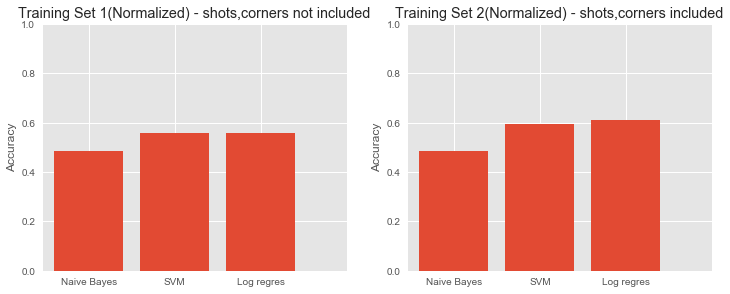 Training Set 1(Normalized) - shots,corners not included
1.0
0.8
0.6
0.4
0.2
0.0
Accuracy
Naive Bayes SVM Log regres
Training Set 2(Normalized) - shots,corners included
1.0
0.8
0.6
0.4
0.2
0.0
Accuracy
Naive Bayes SVM Log regres